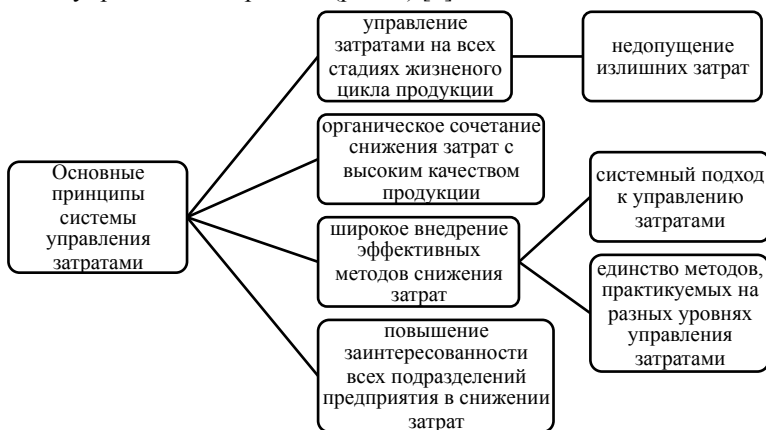 управление
затратами на всех
стадиях жизненого
цикла продукции
недопущение
излишних затрат
органическое сочетание
снижения затрат с
высоким качеством
продукции
Основные
принципы
системы
управления
затратами
широкое внедрение
эффективных
методов снижения
затрат
системный подход
к управлению
затратами
единство методов,
практикуемых на
разных уровнях
управления
затратами
повышение
заинтересованности
всех подразделений
предприятия в снижении
затрат